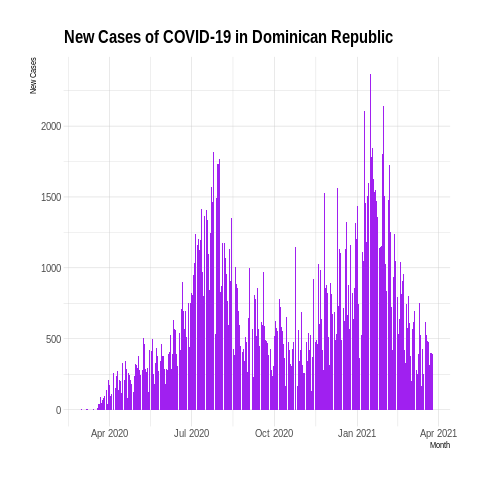 New Cases of COVID-19 in Dominican Republic
New Cases
2000
1500
1000
500
0
Apr 2020 Jul 2020 Oct 2020 Jan 2021 Apr 2021
Month